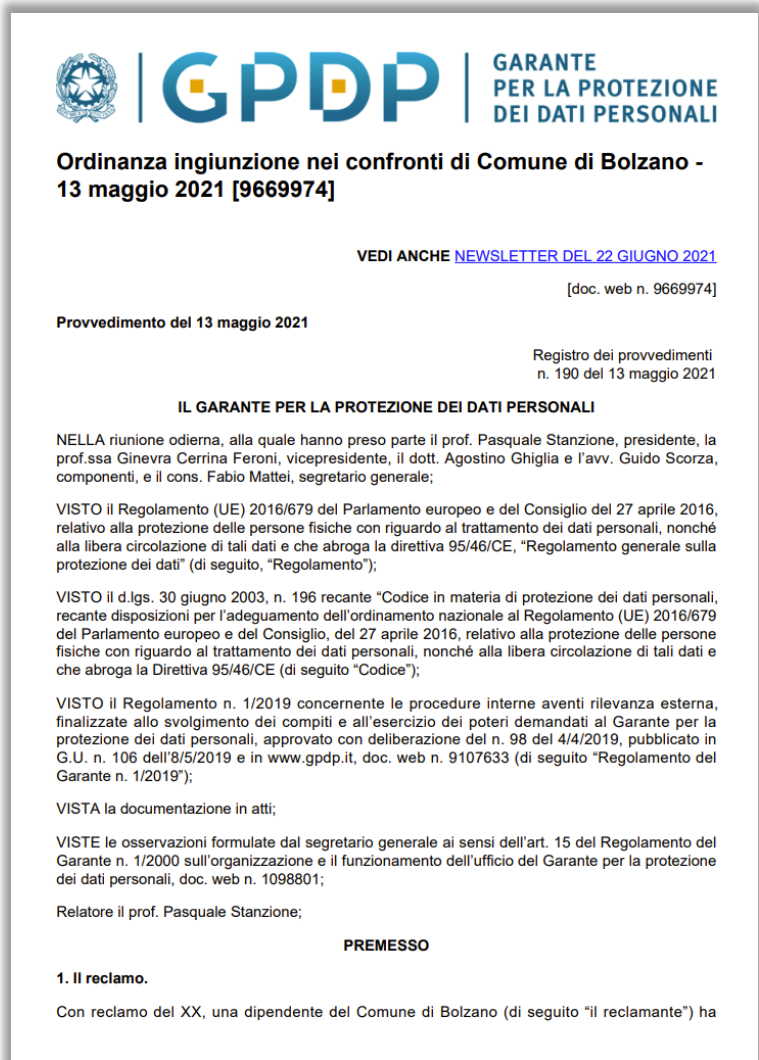 GPDP
GARANTE
PER LA PROTEZIONE
DEI DATI PERSONALI
Ordinanza ingiunzione nei confronti di Comune di Bolzano -
13 maggio 2021 [9669974]
VEDI ANCHE NEWSLETTER DEL 22 GIUGNO 2021
[doc. web n. 9669974]
Provvedimento del 13 maggio 2021
Registro dei provvedimenti
n. 190 del 13 maggio 2021
IL GARANTE PER LA PROTEZIONE DEI DATI PERSONALI
NELLA riunione odierna, alla quale hanno preso parte il prof. Pasquale Stanzione, presidente, la
prof.ssa Ginevra Cerrina Feroni, vicepresidente, il dott. Agostino Ghiglia e l’avv. Guido Scorza,
componenti, e il cons. Fabio Mattei, segretario generale;
VISTO il Regolamento (UE) 2016/679 del Parlamento europeo e del Consiglio del 27 aprile 2016,
relativo alla protezione delle persone fisiche con riguardo al trattamento dei dati personali, nonché
alla libera circolazione di tali dati e che abroga la direttiva 95/46/CE, “Regolamento generale sulla
protezione dei dati” (di seguito, “Regolamento”);
VISTO il d.lgs. 30 giugno 2003, n. 196 recante “Codice in materia di protezione dei dati personali,
recante disposizioni per l’adeguamento dell’ordinamento nazionale al Regolamento (UE) 2016/679
del Parlamento europeo e del Consiglio, del 27 aprile 2016, relativo alla protezione delle persone
fisiche con riguardo al trattamento dei dati personali, nonché alla libera circolazione di tali dati e
che abroga la Direttiva 95/46/CE (di seguito “Codice”);
VISTO il Regolamento n. 1/2019 concernente le procedure interne aventi rilevanza esterna,
finalizzate allo svolgimento dei compiti e all’esercizio dei poteri demandati al Garante per la
protezione dei dati personali, approvato con deliberazione del n. 98 del 4/4/2019, pubblicato in
G.U. n. 106 dell’8/5/2019 e in www.gpdp.it, doc. web n. 9107633 (di seguito “Regolamento del
Garante n. 1/2019”);
VISTA la documentazione in atti;
VISTE le osservazioni formulate dal segretario generale ai sensi dell’art. 15 del Regolamento del
Garante n. 1/2000 sull’organizzazione e il funzionamento dell’ufficio del Garante per la protezione
dei dati personali, doc. web n. 1098801;
Relatore il prof. Pasquale Stanzione;
PREMESSO
1. Il reclamo.
Con reclamo del XX, una dipendente del Comune di Bolzano (di seguito “il reclamante”) ha